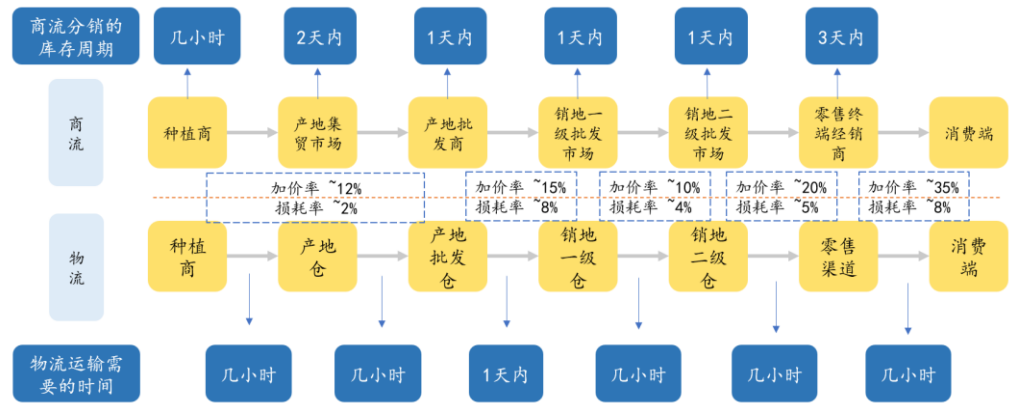 商流分销的
库存周期
几小时
2天内
1天内
1天内
1天内
3天内
商
流
种植商
产地集
贸市场
产地批
发商
销地一
级批发
市场
销地二
级批发
市场
零售终
端经销
商
消费端
加价率 ~12%
损耗率 ~2%
加价率 ~15%
损耗率 ~8%
加价率 ~10%
损耗率 ~4%
加价率 ~20%
损耗率 ~5%
加价率 ~35%
损耗率 ~8%
物
流
种植
商
产地
仓
产地
批发
仓
销地
一级
仓
销地
二级
仓
零售
渠道
消费
端
物流运输需
要的时间
几小时
几小时
1天内
几小时
几小时
几小时